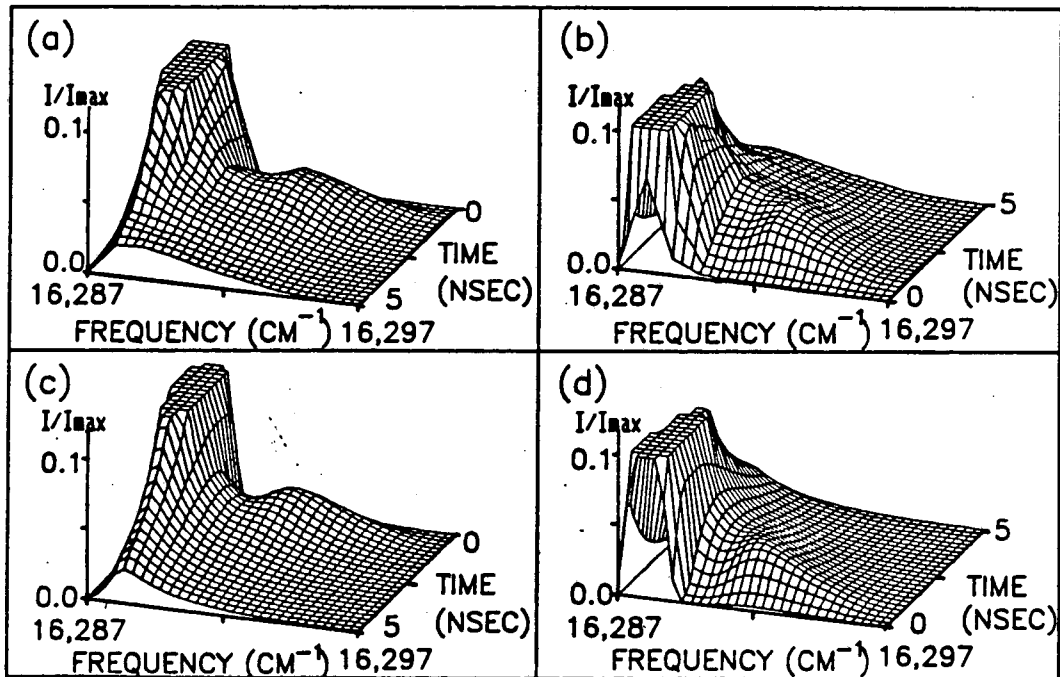 (a)
I/Imax
0.1
0.0
16,287
FREQUENCY (CM⁻¹)
16,297
5
0
TIME
(NSEC)
(b)
I/Imax
0.1
0.0
16,287
FREQUENCY (CM⁻¹)
16,297
0
5
TIME
(NSEC)
(c)
I/Imax
0.1
0.0
16,287
FREQUENCY (CM⁻¹)
16,297
5
0
TIME
(NSEC)
(d)
I/Imax
0.1
0.0
16,287
FREQUENCY (CM⁻¹)
16,297
0
5
TIME
(NSEC)